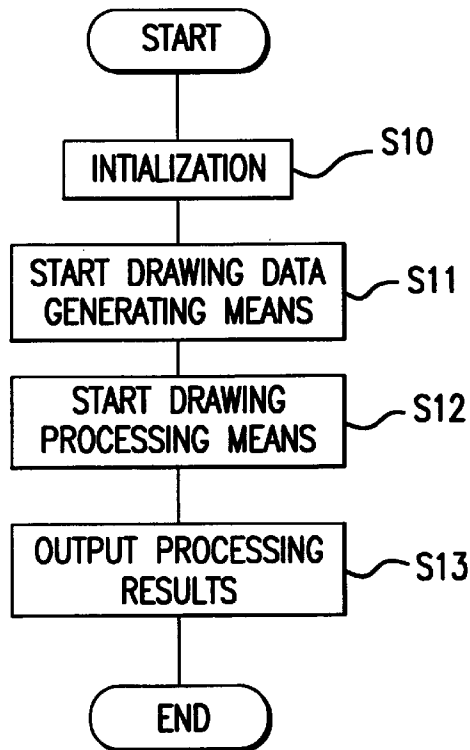 START
INTIALIZATION
S10
START DRAWING DATA
GENERATING MEANS
S11
START DRAWING
PROCESSING MEANS
S12
OUTPUT PROCESSING
RESULTS
S13
END